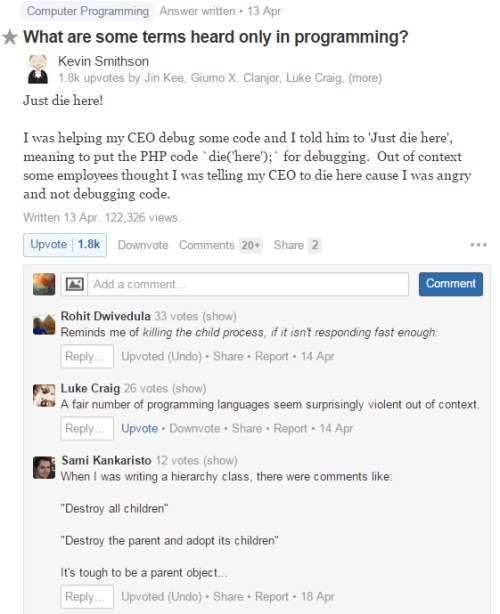 Computer Programming Answer written • 13 Apr
What are some terms heard only in programming?
Kevin Smithson
1.8k upvotes by Jin Kee, Giumo X. Clanjor, Luke Craig, (more)
Just die here!
I was helping my CEO debug some code and I told him to 'Just die here',
meaning to put the PHP code `die('here');` for debugging.  Out of context
some employees thought I was telling my CEO to die here cause I was angry
and not debugging code.
Written 13 Apr. 122,326 views.
Upvote | 1.8k Downvote Comments 20+ Share 2
Add a comment... Comment
Rohit Dwivedula 33 votes (show)
Reminds me of killing the child process, if it isn't responding fast enough.
Reply... Upvoted (Undo) • Share • Report • 14 Apr
Luke Craig 26 votes (show)
A fair number of programming languages seem surprisingly violent out of context.
Reply... Upvote • Downvote • Share • Report • 14 Apr
Sami Kankaristo 12 votes (show)
When I was writing a hierarchy class, there were comments like:
"Destroy all children"
"Destroy the parent and adopt its children"
It's tough to be a parent object...
Reply... Upvoted (Undo) • Share • Report • 18 Apr